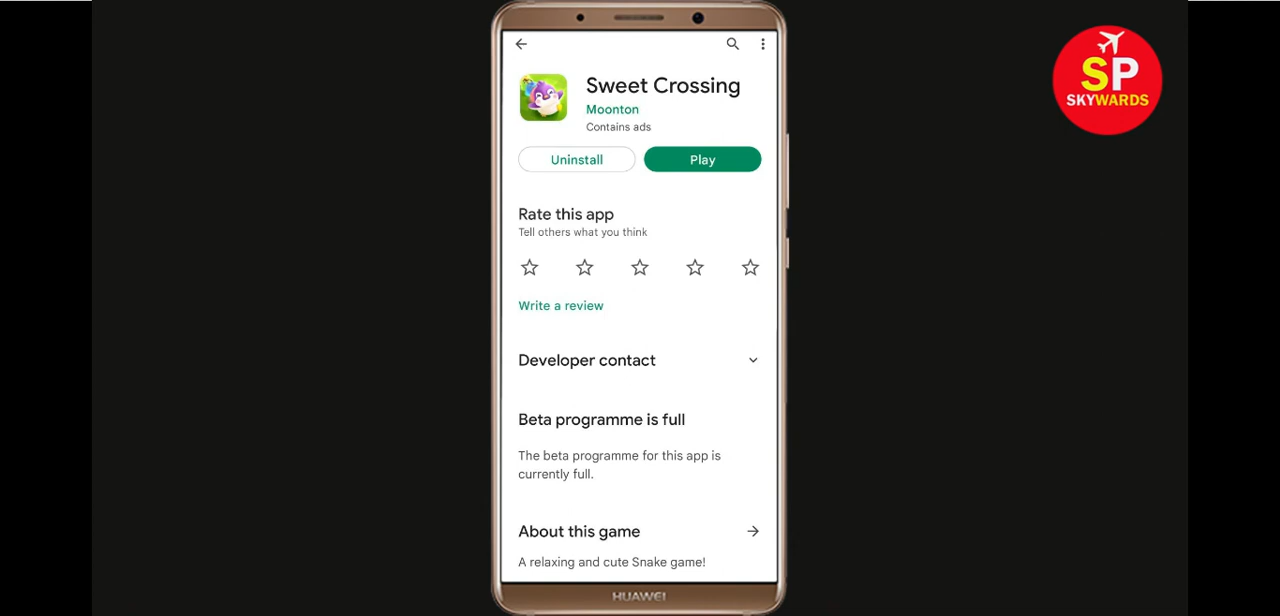 Sweet Crossing
Moonton
Contains ads
Uninstall
Play
Rate this app
Tell others what you think
Write a review
Developer contact
Beta programme is full
The beta programme for this app is
currently full.
About this game
A relaxing and cute Snake game!
HUAWEI
SP
SKYWARDS